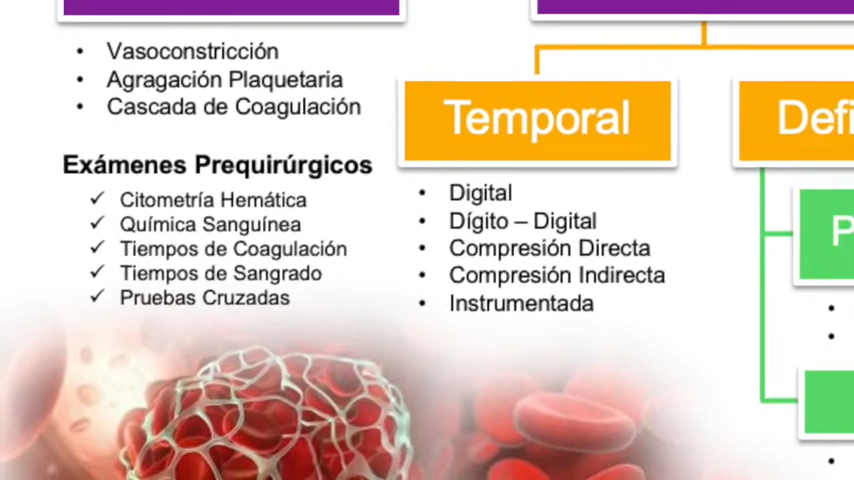 Vasoconstricción
Agragación Plaquetaria
Cascada de Coagulación
Exámenes Prequirúrgicos
Citometría Hemática
Química Sanguínea
Tiempos de Coagulación
Tiempos de Sangrado
Pruebas Cruzadas
Temporal
Digital
Dígito – Digital
Compresión Directa
Compresión Indirecta
Instrumentada
Defi
P